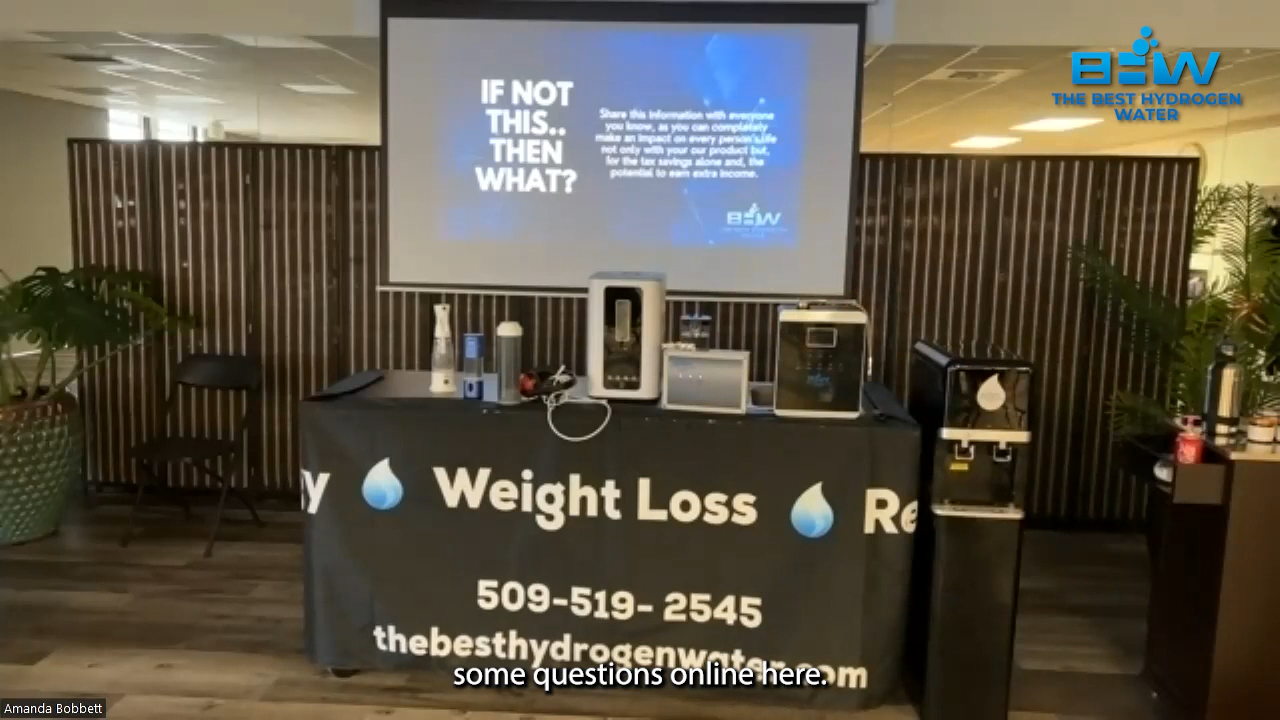 BHW
THE BEST HYDROGEN
WATER
IF NOT
THIS..
THEN
WHAT?
Share this information with everyone
you know, as you can completely
make an impact on every person's life
not only with your our product but,
for the tax savings alone and, the
potential to earn extra income.
BHW
y Weight Loss Re
509-519- 2545
thebesthydrogenwater.com
some questions online here.
Amanda Bobbett